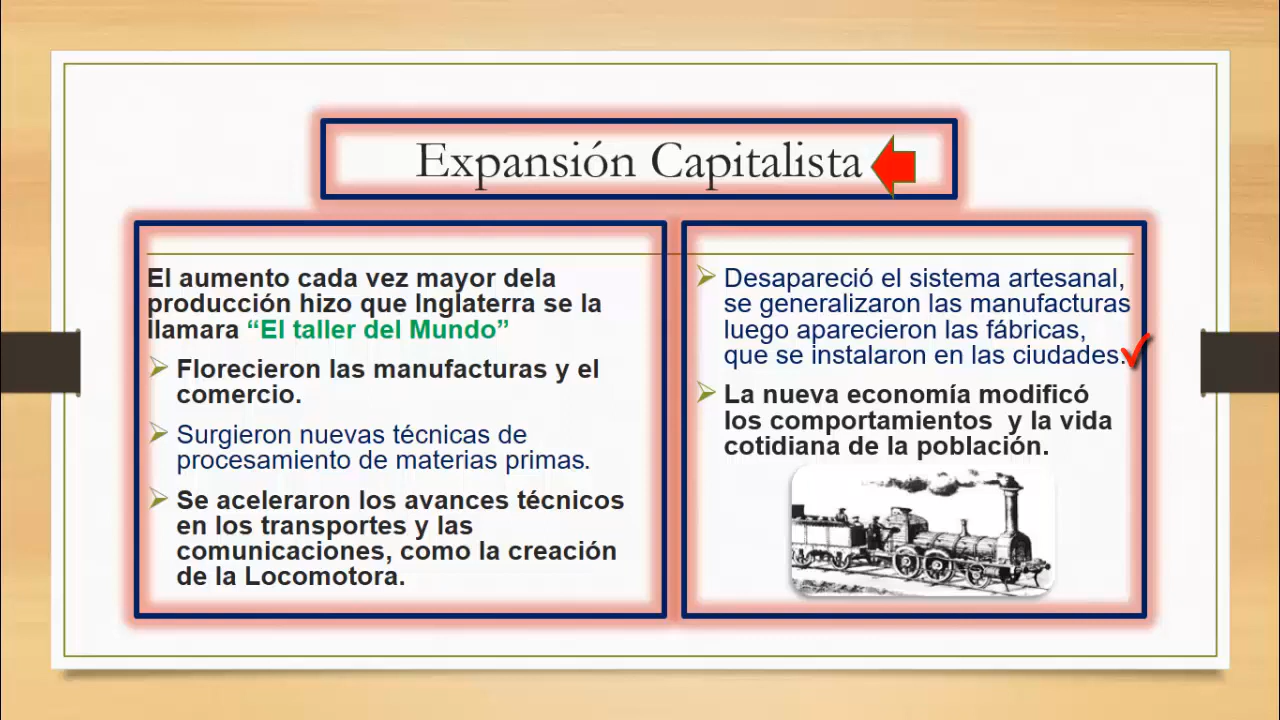 Expansión Capitalista
El aumento cada vez mayor dela
producción hizo que Inglaterra se la
llamara “El taller del Mundo”
Florecieron las manufacturas y el
comercio.
Surgieron nuevas técnicas de
procesamiento de materias primas.
Se aceleraron los avances técnicos
en los transportes y las
comunicaciones, como la creación
de la Locomotora.
Desapareció el sistema artesanal,
se generalizaron las manufacturas
luego aparecieron las fábricas,
que se instalaron en las ciudades.
La nueva economía modificó
los comportamientos y la vida
cotidiana de la población.